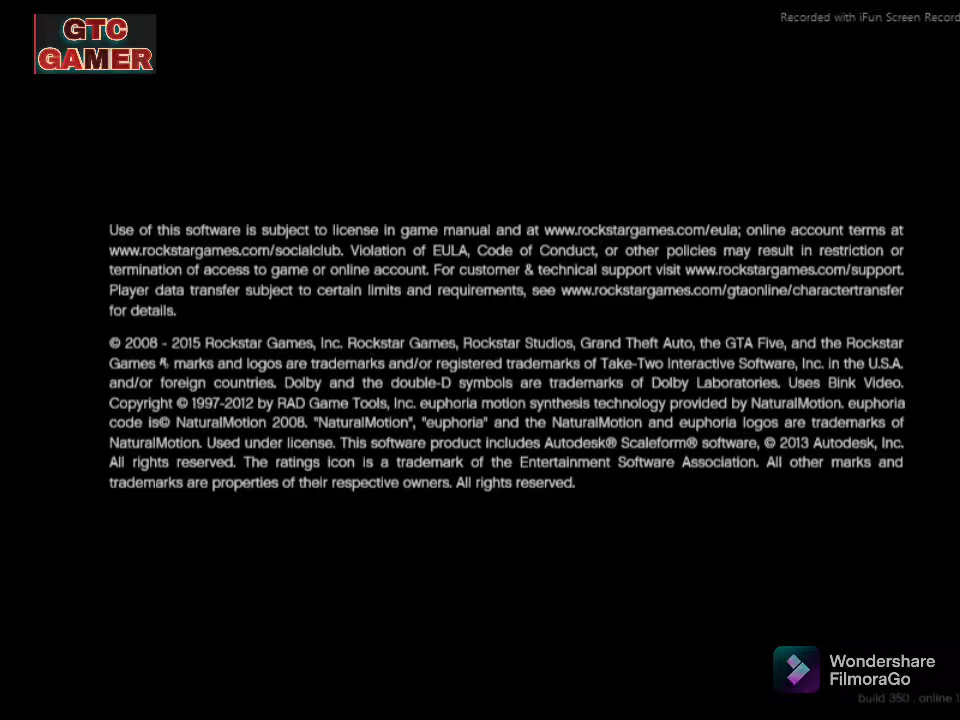 GTC
GAMER
Recorded with iFun Screen Record
Use of this software is subject to license in game manual and at www.rockstargames.com/eula; online account terms at
www.rockstargames.com/socialclub. Violation of EULA, Code of Conduct, or other policies may result in restriction or
termination of access to game or online account. For customer & technical support visit www.rockstargames.com/support.
Player data transfer subject to certain limits and requirements, see www.rockstargames.com/gtaonline/charactertransfer
for details.
© 2008 - 2015 Rockstar Games, Inc. Rockstar Games, Rockstar Studios, Grand Theft Auto, the GTA Five, and the Rockstar
Games R* marks and logos are trademarks and/or registered trademarks of Take-Two Interactive Software, Inc. in the U.S.A.
and/or foreign countries. Dolby and the double-D symbols are trademarks of Dolby Laboratories. Uses Bink Video.
Copyright © 1997-2012 by RAD Game Tools, Inc. euphoria motion synthesis technology provided by NaturalMotion. euphoria
code is© NaturalMotion 2008. "NaturalMotion", "euphoria" and the NaturalMotion and euphoria logos are trademarks of
NaturalMotion. Used under license. This software product includes Autodesk® Scaleform® software, © 2013 Autodesk, Inc.
All rights reserved. The ratings icon is a trademark of the Entertainment Software Association. All other marks and
trademarks are properties of their respective owners. All rights reserved.
Wondershare
FilmoraGo
build 350 , online 1